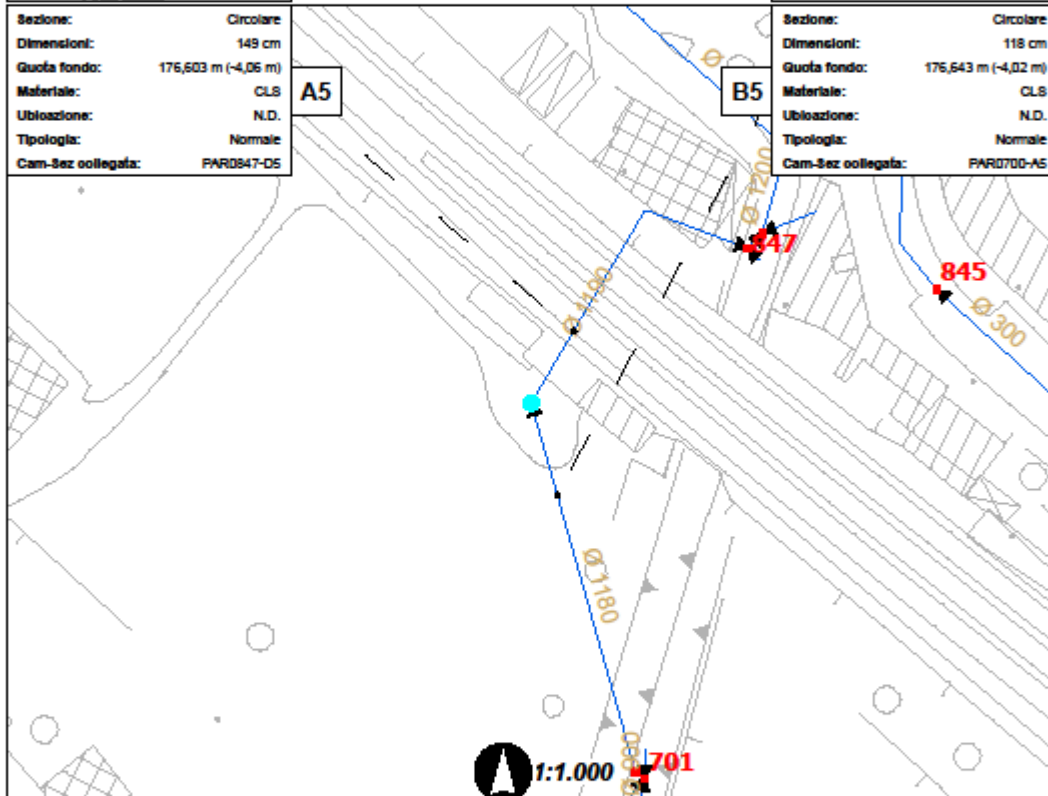 Sezione: Circolare
Dimensioni: 149 cm
Quota fondo: 176,603 m (-4,06 m)
Materiale: CLS
Ubicazione: N.D.
Tipologia: Normale
Cam-Sez collegata: PAR0847-D5
A5
B5
Sezione: Circolare
Dimensioni: 118 cm
Quota fondo: 176,643 m (-4,02 m)
Materiale: CLS
Ubicazione: N.D.
Tipologia: Normale
Cam-Sez collegata: PAR0700-A5
Ø
Ø 1200
847
845
Ø 300
Ø 1190
Ø 1180
701
1:1.000